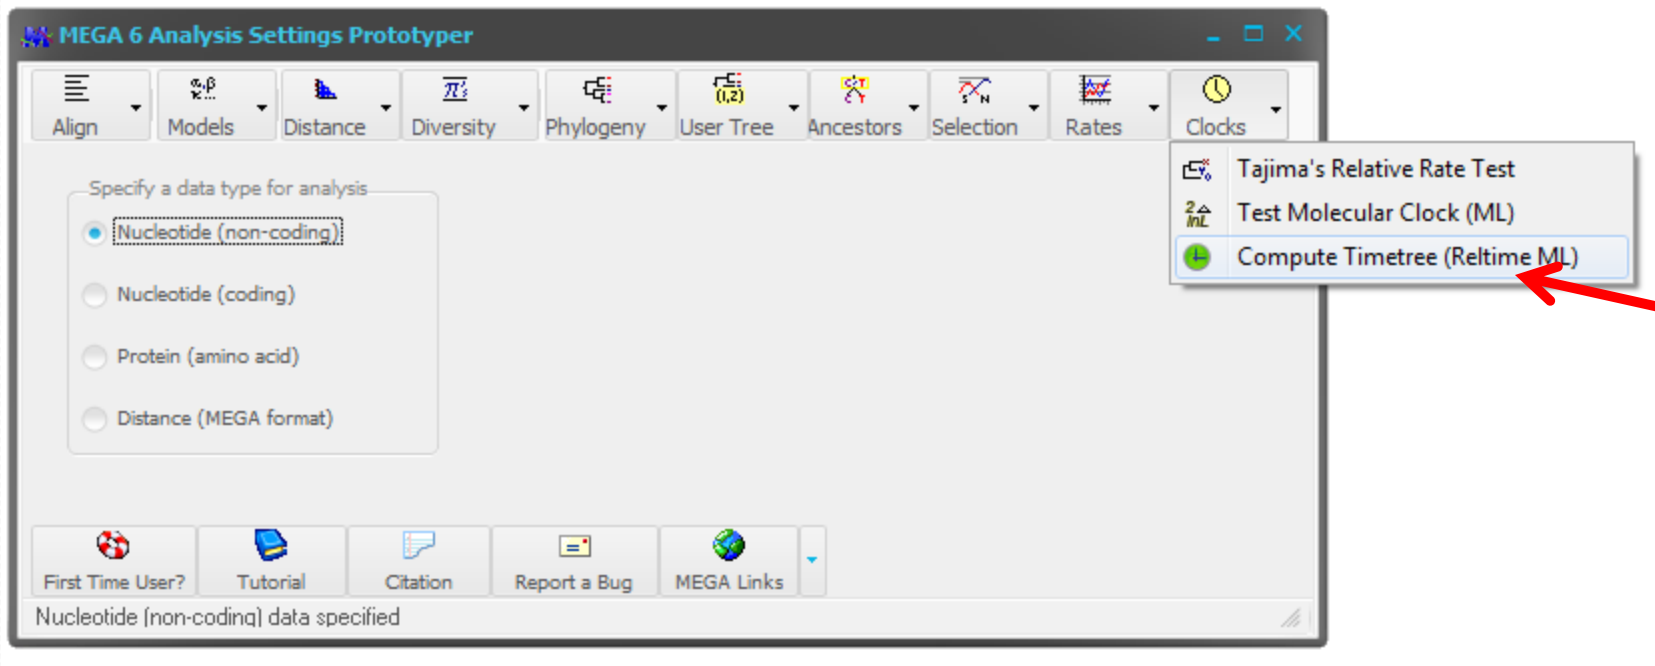 MEGA 6 Analysis Settings Prototyper
Align
Models
Distance
Diversity
Phylogeny
User Tree
Ancestors
Selection
Rates
Clocks
Tajima's Relative Rate Test
Test Molecular Clock (ML)
Compute Timetree (Reltime ML)
Specify a data type for analysis
Nucleotide (non-coding)
Nucleotide (coding)
Protein (amino acid)
Distance (MEGA format)
First Time User?
Tutorial
Citation
Report a Bug
MEGA Links
Nucleotide (non-coding) data specified